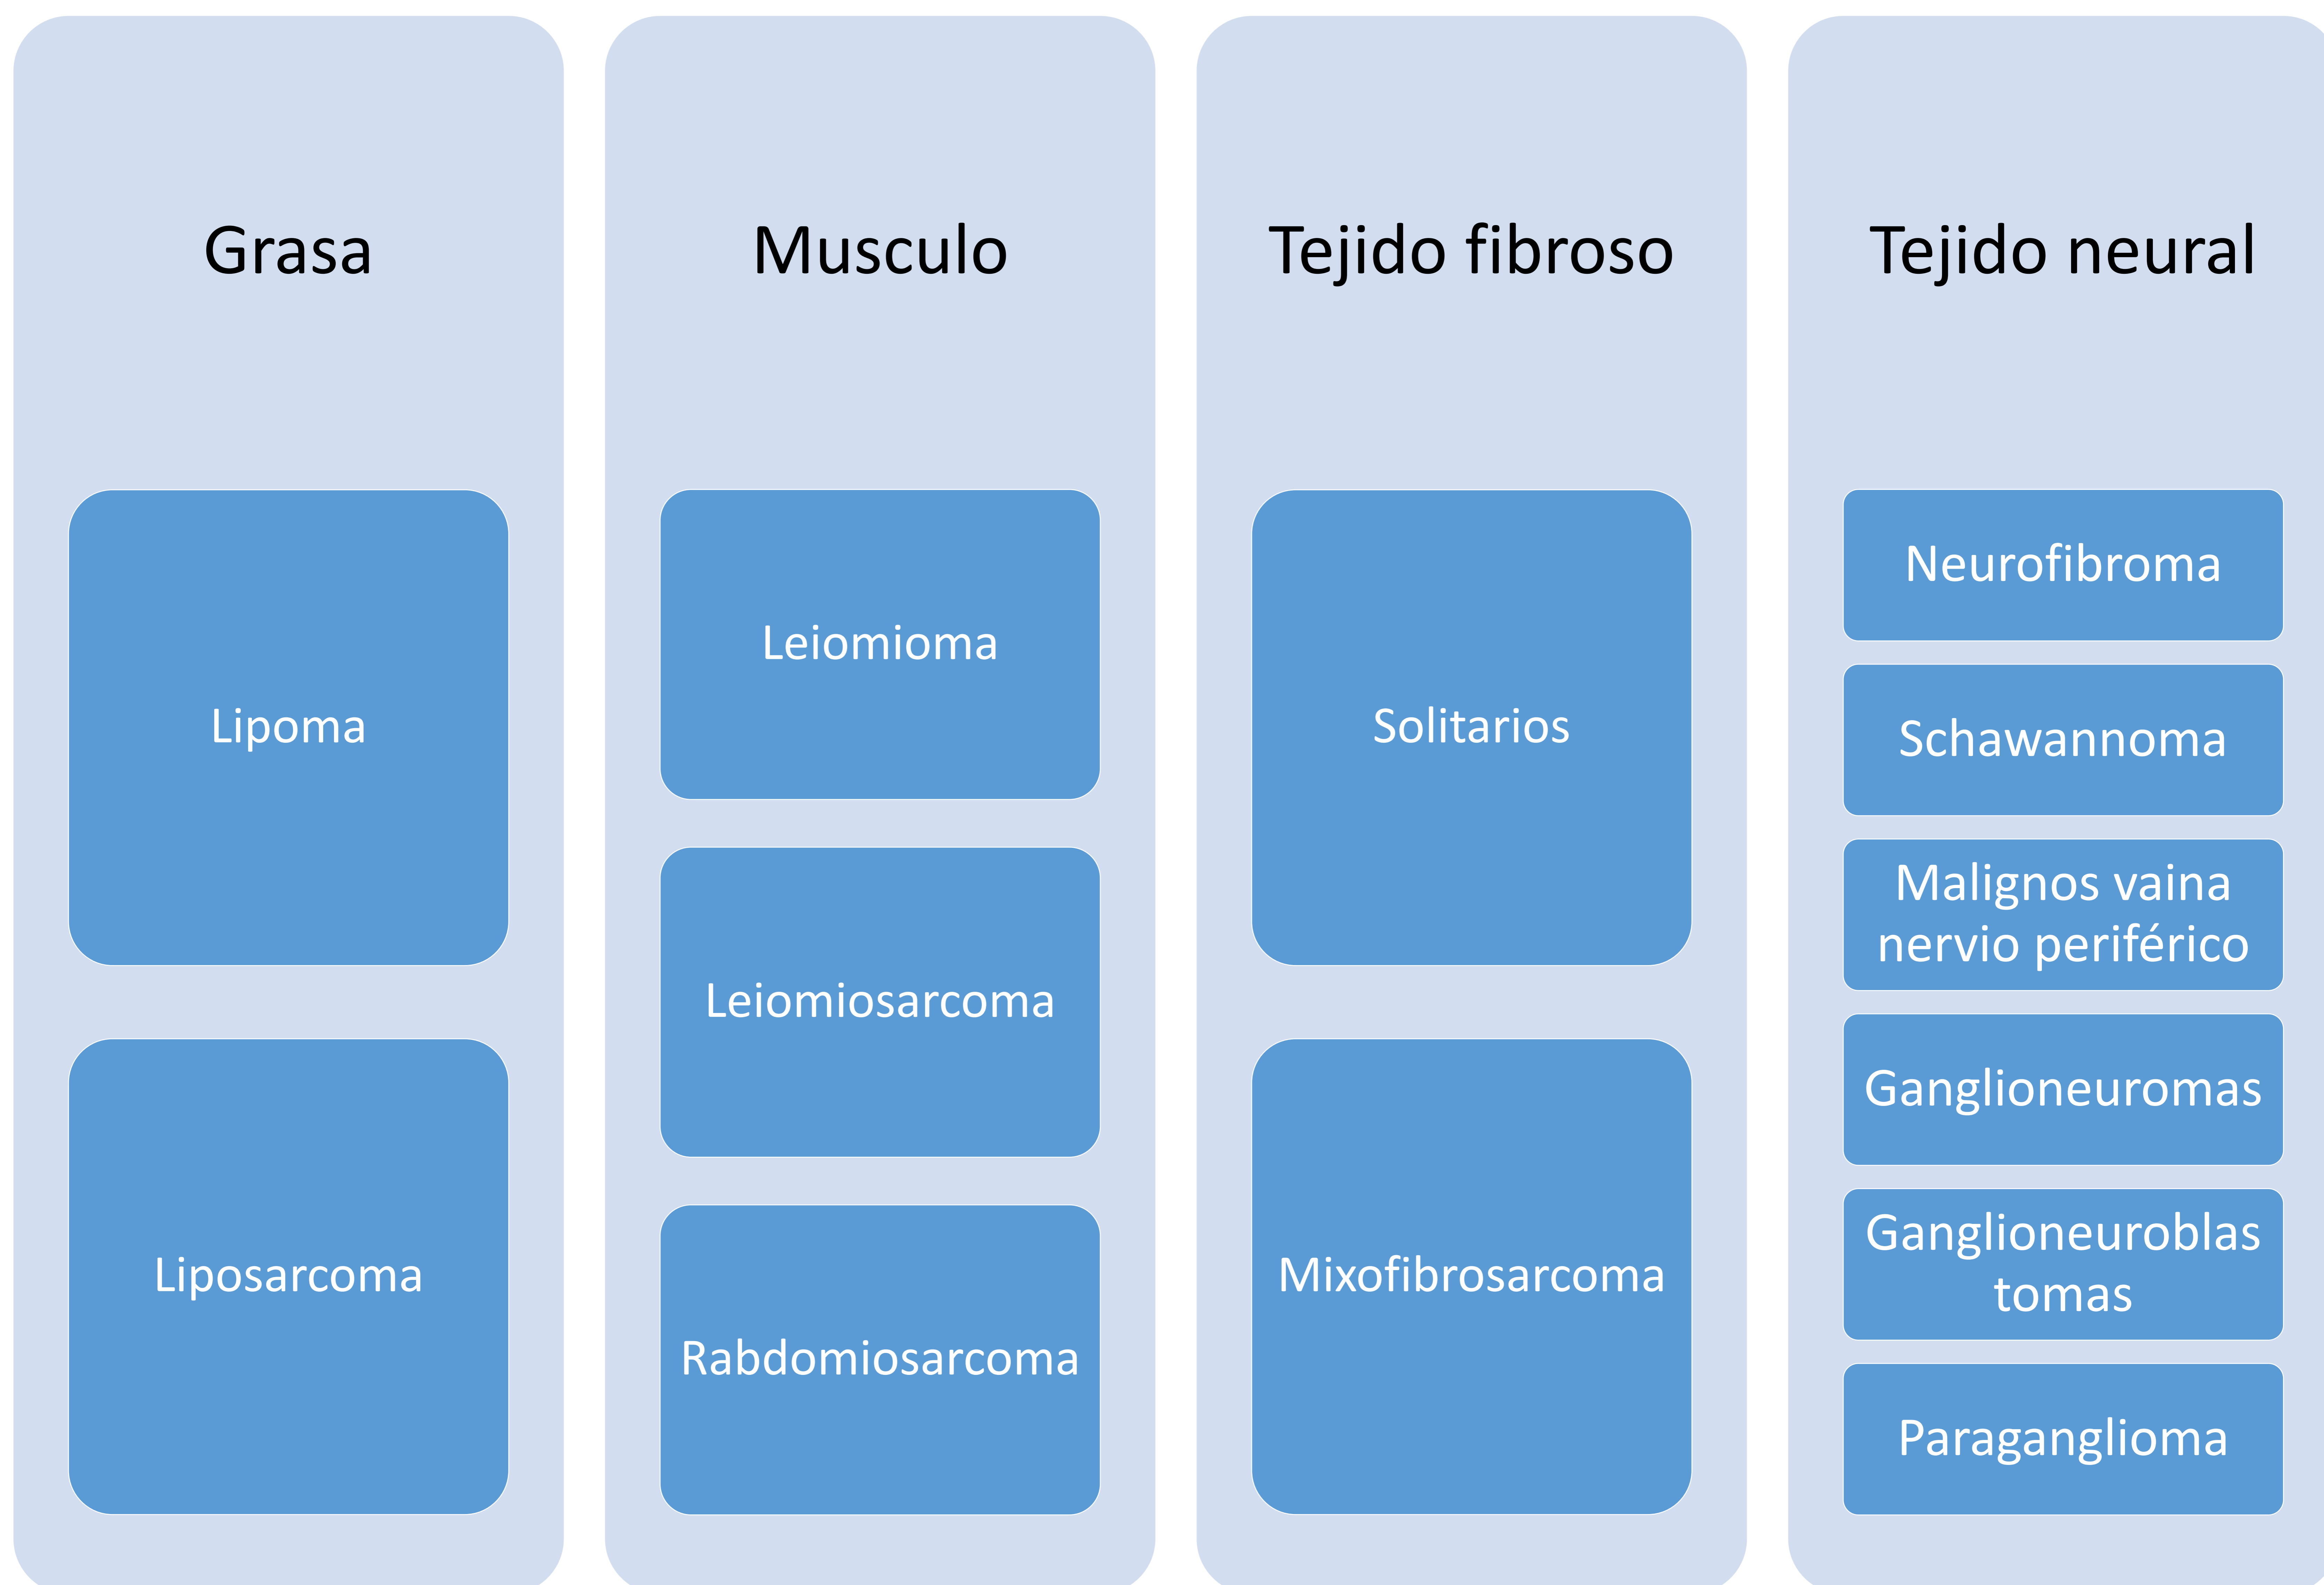 Grasa
Lipoma
Liposarcoma
Musculo
Leiomioma
Leiomiosarcoma
Rabdomiosarcoma
Tejido fibroso
Solitarios
Mixofibrosarcoma
Tejido neural
Neurofibroma
Schawannoma
Malignos vaina
nervio periférico
Ganglioneuromas
Ganglioneuroblas
tomas
Paraganglioma